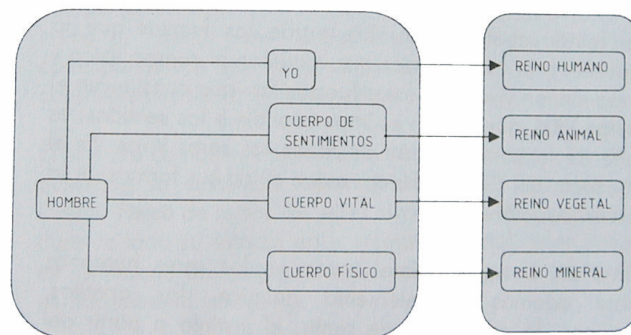 YO
REINO HUMANO
CUERPO DE
SENTIMIENTOS
REINO ANIMAL
HOMBRE
CUERPO VITAL
REINO VEGETAL
CUERPO FÍSICO
REINO MINERAL